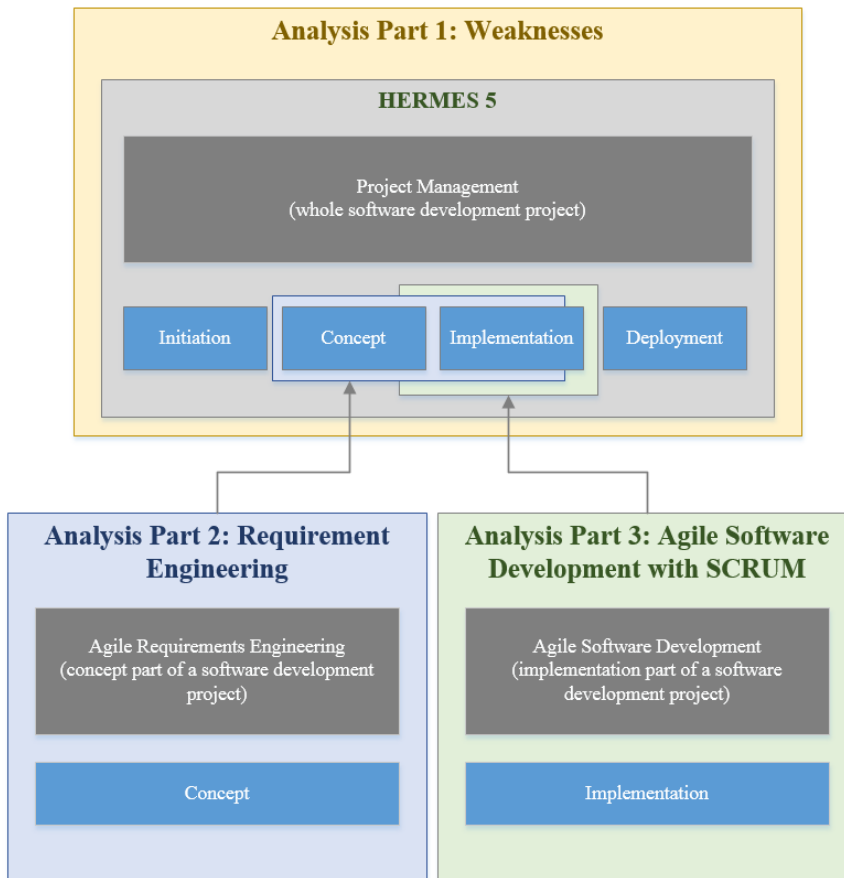 Analysis Part 1: Weaknesses
HERMES 5
Project Management
(whole software development project)
Initiation
Concept
Implementation
Deployment
Analysis Part 2: Requirement
Engineering
Agile Requirements Engineering
(concept part of a software development
project)
Concept
Analysis Part 3: Agile Software
Development with SCRUM
Agile Software Development
(implementation part of a software
development project)
Implementation